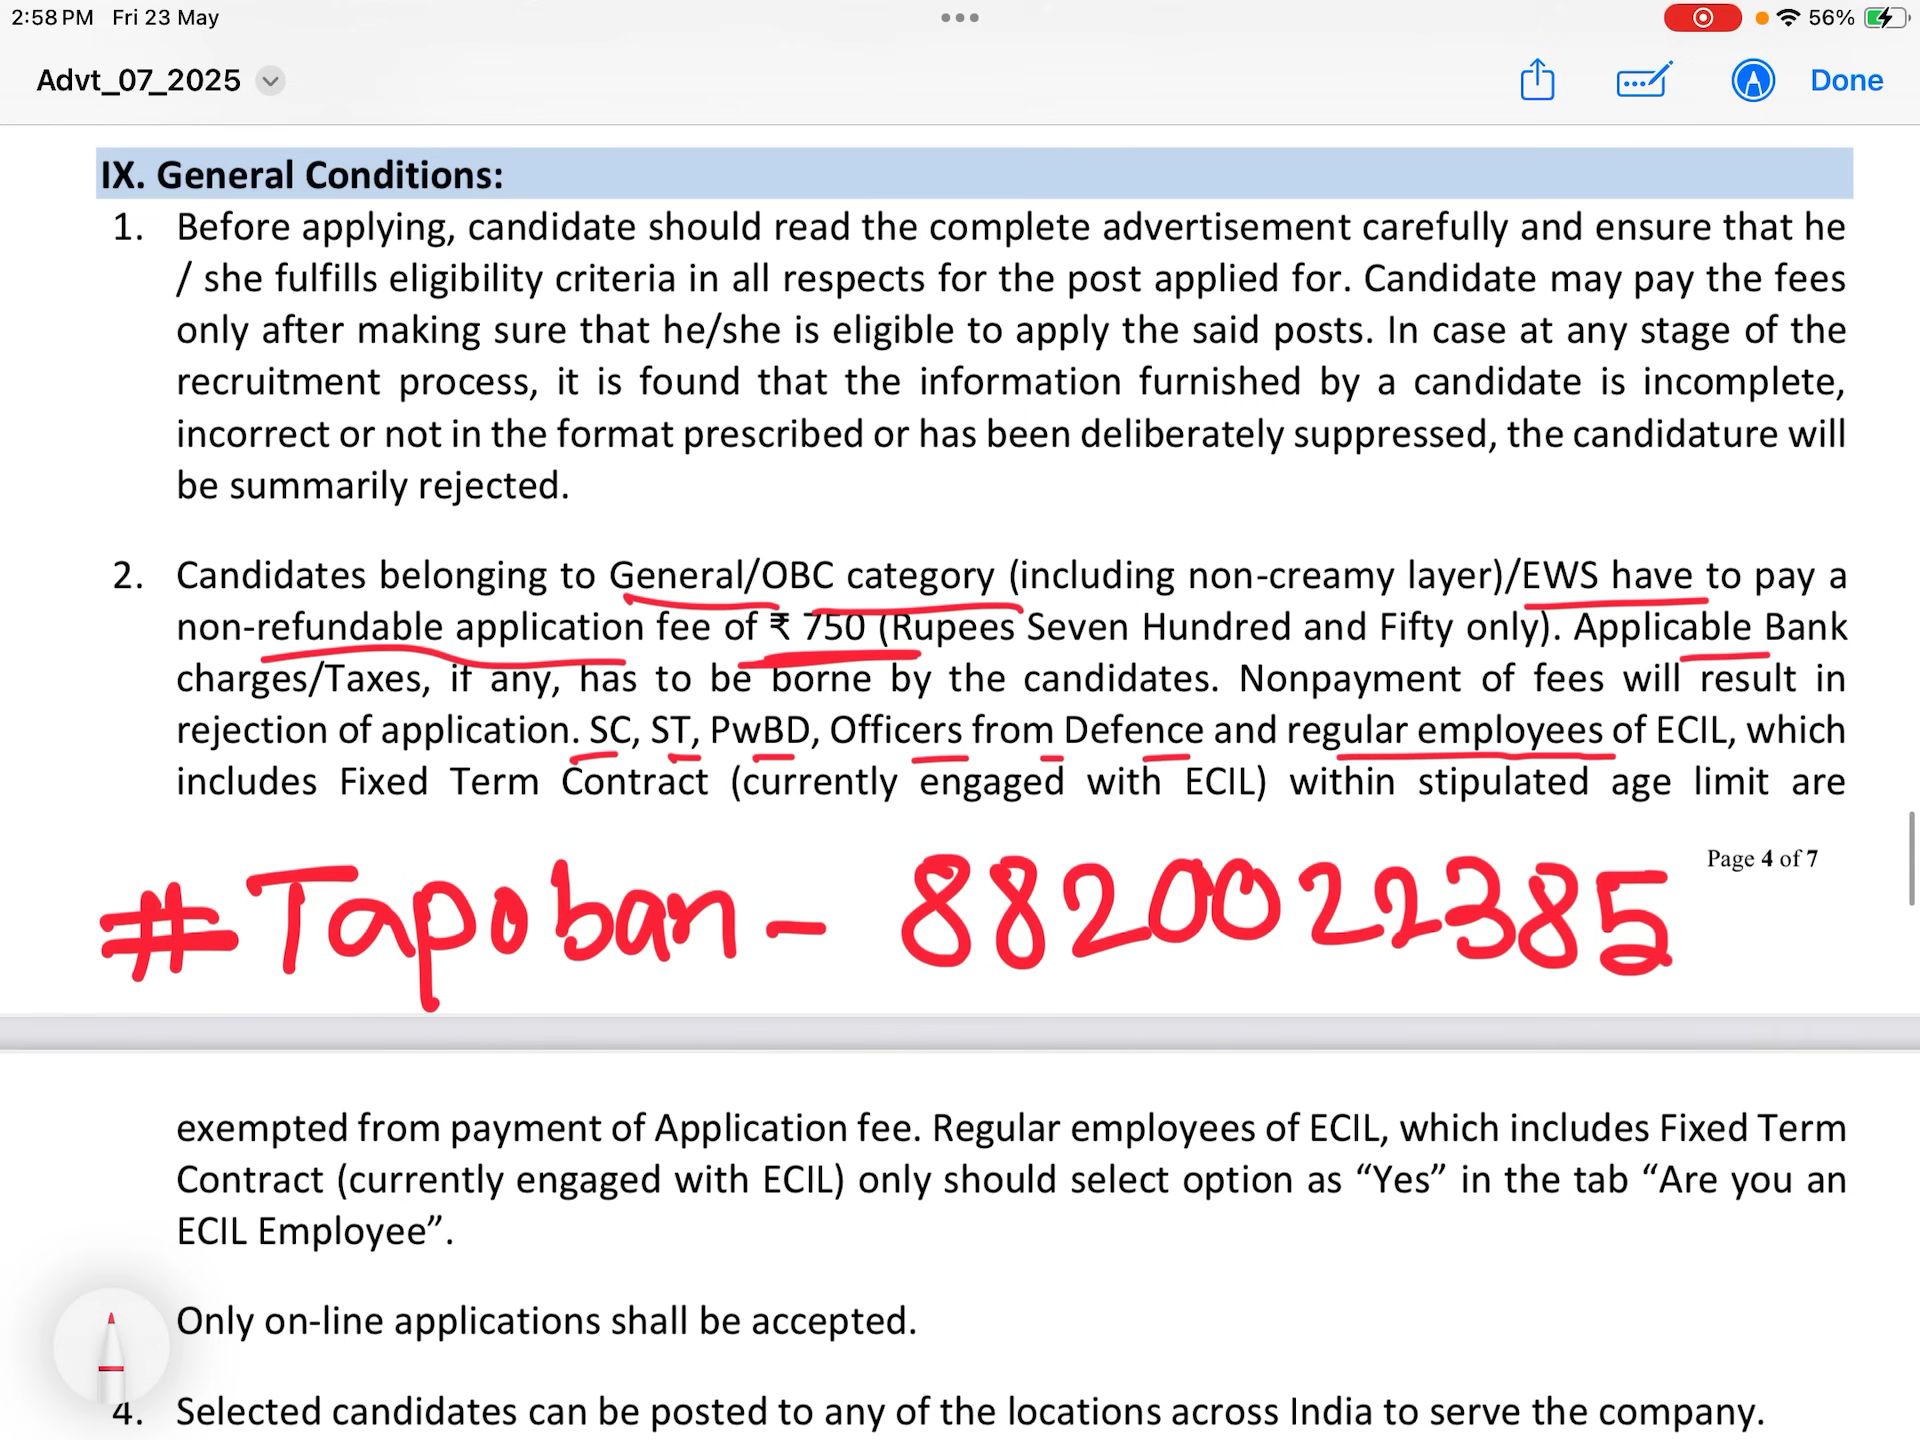 2:58 PM Fri 23 May
56%
Advt_07_2025
Done
IX. General Conditions:
1. Before applying, candidate should read the complete advertisement carefully and ensure that he
/ she fulfills eligibility criteria in all respects for the post applied for. Candidate may pay the fees
only after making sure that he/she is eligible to apply the said posts. In case at any stage of the
recruitment process, it is found that the information furnished by a candidate is incomplete,
incorrect or not in the format prescribed or has been deliberately suppressed, the candidature will
be summarily rejected.
2. Candidates belonging to General/OBC category (including non-creamy layer)/EWS have to pay a
non-refundable application fee of ₹ 750 (Rupees Seven Hundred and Fifty only). Applicable Bank
charges/Taxes, if any, has to be borne by the candidates. Nonpayment of fees will result in
rejection of application. SC, ST, PwBD, Officers from Defence and regular employees of ECIL, which
includes Fixed Term Contract (currently engaged with ECIL) within stipulated age limit are
Page 4 of 7
#Tapoban - 8820022385
exempted from payment of Application fee. Regular employees of ECIL, which includes Fixed Term
Contract (currently engaged with ECIL) only should select option as “Yes” in the tab “Are you an
ECIL Employee”.
Only on-line applications shall be accepted.
4. Selected candidates can be posted to any of the locations across India to serve the company.